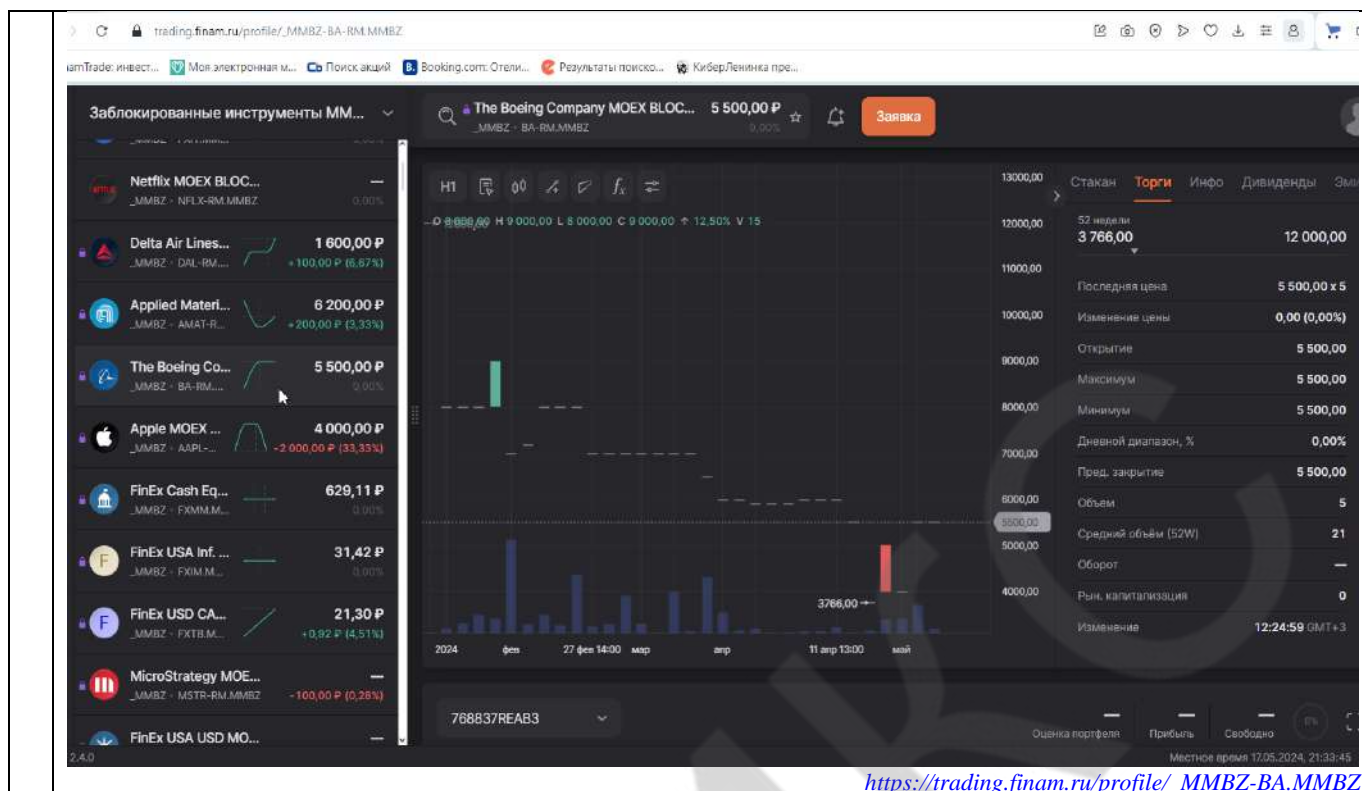 trading.finam.ru/profile/_MMBZ-BA-RM.MMBZ
amTrade: инвест... Моя электронная м... Поиск акций Booking.com: Отели... Результаты поиско... КиберЛенинка пре...
Заблокированные инструменты ММ...
The Boeing Company MOEX BLOC... 5 500,00 ₽
_MMBZ • BA-RM.MMBZ 0,00%
Заявка
Netflix MOEX BLOC... —
_MMBZ • NFLX-RM.MMBZ 0,00%
Delta Air Lines... 1 600,00 ₽
_MMBZ • DAL-RM.... +100,00 ₽ (6,67%)
Applied Materi... 6 200,00 ₽
_MMBZ • AMAT-R... +200,00 ₽ (3,33%)
The Boeing Co... 5 500,00 ₽
_MMBZ • BA-RM.... 0,00%
Apple MOEX ... 4 000,00 ₽
_MMBZ • AAPL-... -2 000,00 ₽ (33,33%)
FinEx Cash Eq... 629,11 ₽
_MMBZ • FXMM.M... 0,00%
FinEx USA Inf. ... 31,42 ₽
_MMBZ • FXIM.M... 0,00%
FinEx USD CA... 21,30 ₽
_MMBZ • FXTB.M... +0,92 ₽ (4,51%)
MicroStrategy MOE... —
_MMBZ • MSTR-RM.MMBZ -100,00 ₽ (0,28%)
FinEx USA USD MO... —
2.4.0
H1
H 9 000,00 L 8 000,00 C 9 000,00 ↑ 12,50% V 15
13000,00
12000,00
11000,00
10000,00
9000,00
8000,00
7000,00
6000,00
5500,00
5000,00
4000,00
3766,00
2024 фев 27 фев 14:00 мар апр 11 апр 13:00 май
Стакан Торги Инфо Дивиденды Эми
52 недели
3 766,00 12 000,00
Последняя цена 5 500,00 x 5
Изменение цены 0,00 (0,00%)
Открытие 5 500,00
Максимум 5 500,00
Минимум 5 500,00
Дневной диапазон, % 0,00%
Пред. закрытие 5 500,00
Объем 5
Средний объём (52W) 21
Оборот —
Рын. капитализация 0
Изменение 12:24:59 GMT+3
768837REAB3
Оценка портфеля Прибыль Свободно 0%
Местное время 17.05.2024, 21:33:45
https://trading.finam.ru/profile/_MMBZ-BA.MMBZ